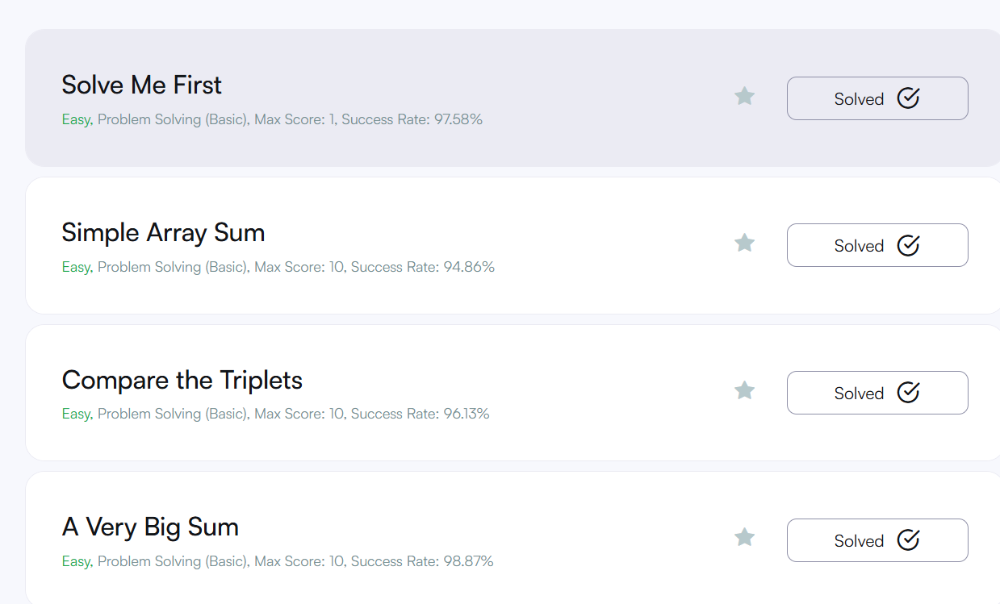 Solve Me First
Easy, Problem Solving (Basic), Max Score: 1, Success Rate: 97.58%
Solved
Simple Array Sum
Easy, Problem Solving (Basic), Max Score: 10, Success Rate: 94.86%
Solved
Compare the Triplets
Easy, Problem Solving (Basic), Max Score: 10, Success Rate: 96.13%
Solved
A Very Big Sum
Easy, Problem Solving (Basic), Max Score: 10, Success Rate: 98.87%
Solved